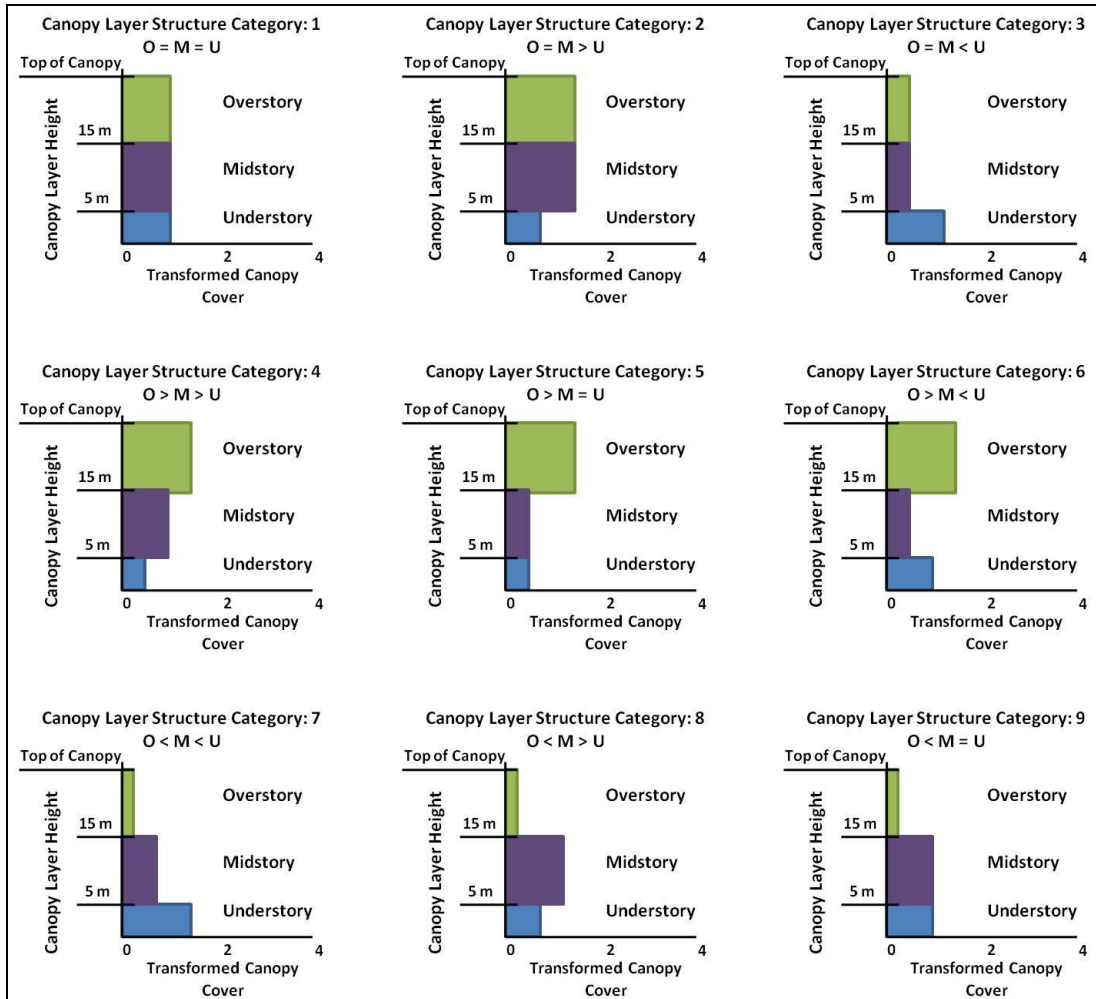 Canopy Layer Structure Category: 1
O = M = U
Top of Canopy
Canopy Layer Height
Overstory
15 m
Midstory
5 m
Understory
0 2 4
Transformed Canopy
Cover
Canopy Layer Structure Category: 2
O = M > U
Top of Canopy
Canopy Layer Height
Overstory
15 m
Midstory
5 m
Understory
0 2 4
Transformed Canopy
Cover
Canopy Layer Structure Category: 3
O = M < U
Top of Canopy
Canopy Layer Height
Overstory
15 m
Midstory
5 m
Understory
0 2 4
Transformed Canopy
Cover
Canopy Layer Structure Category: 4
O > M > U
Top of Canopy
Canopy Layer Height
Overstory
15 m
Midstory
5 m
Understory
0 2 4
Transformed Canopy
Cover
Canopy Layer Structure Category: 5
O > M = U
Top of Canopy
Canopy Layer Height
Overstory
15 m
Midstory
5 m
Understory
0 2 4
Transformed Canopy
Cover
Canopy Layer Structure Category: 6
O > M < U
Top of Canopy
Canopy Layer Height
Overstory
15 m
Midstory
5 m
Understory
0 2 4
Transformed Canopy
Cover
Canopy Layer Structure Category: 7
O < M < U
Top of Canopy
Canopy Layer Height
Overstory
15 m
Midstory
5 m
Understory
0 2 4
Transformed Canopy
Cover
Canopy Layer Structure Category: 8
O < M > U
Top of Canopy
Canopy Layer Height
Overstory
15 m
Midstory
5 m
Understory
0 2 4
Transformed Canopy
Cover
Canopy Layer Structure Category: 9
O < M = U
Top of Canopy
Canopy Layer Height
Overstory
15 m
Midstory
5 m
Understory
0 2 4
Transformed Canopy
Cover